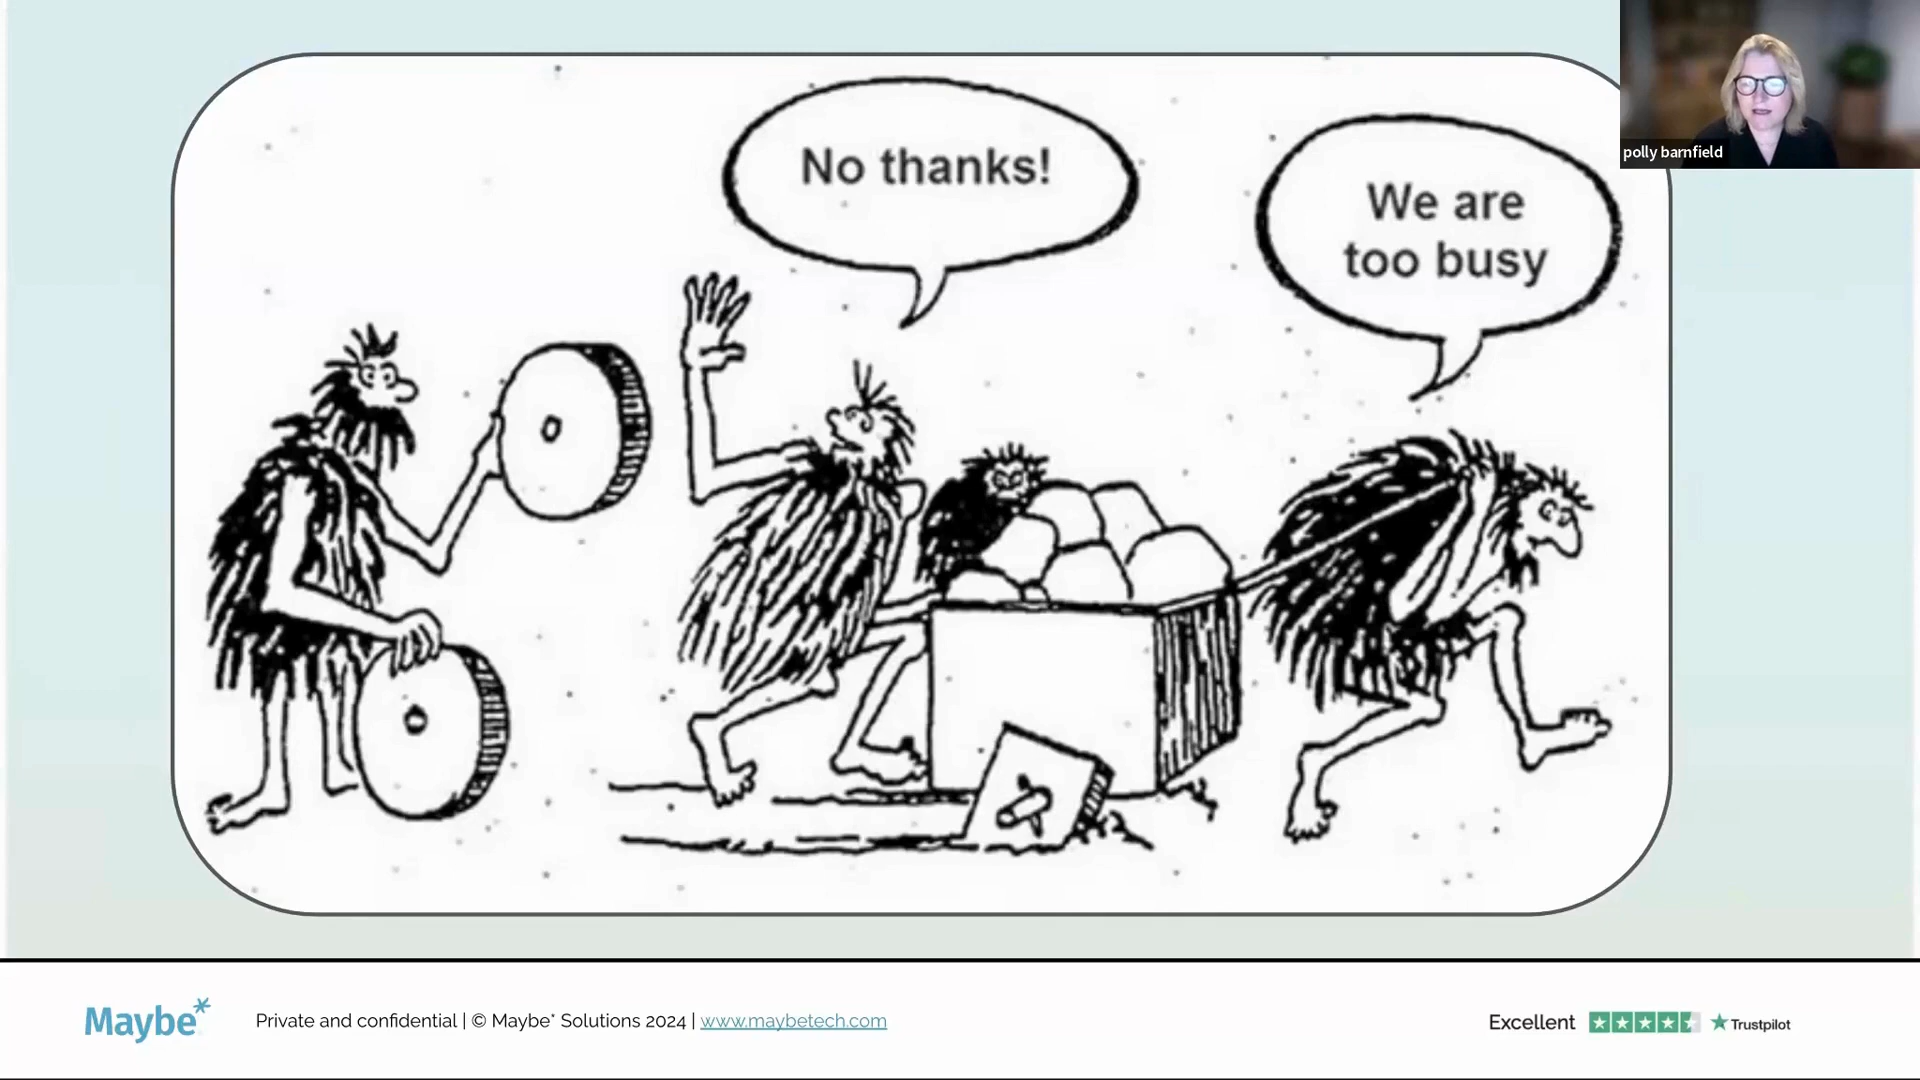 No thanks!
We are
too busy
polly barnfield
Maybe*
Private and confidential | © Maybe* Solutions 2024 | www.maybetech.com
Excellent
Trustpilot